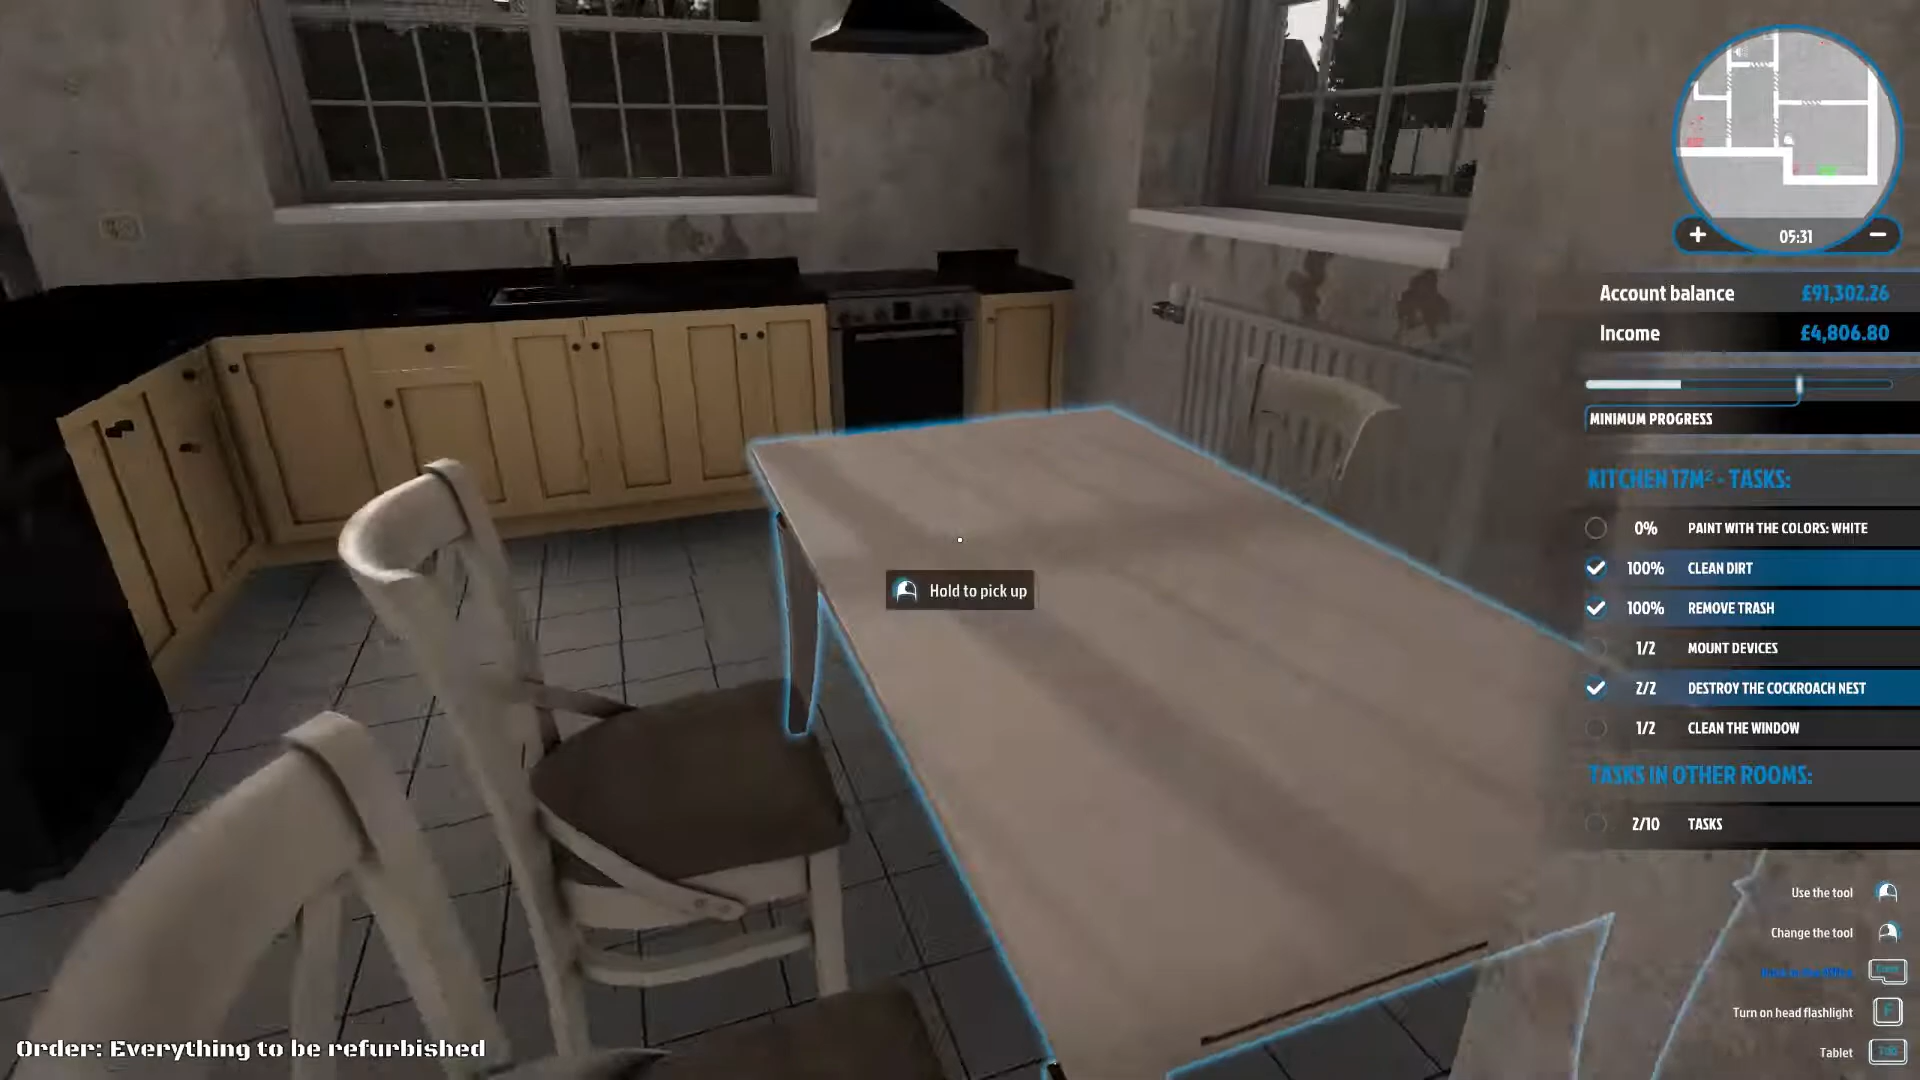 + 05:31 −
Account balance £91,302.26
Income £4,806.80
MINIMUM PROGRESS
KITCHEN 17M² - TASKS:
0% PAINT WITH THE COLORS: WHITE
100% CLEAN DIRT
100% REMOVE TRASH
1/2 MOUNT DEVICES
2/2 DESTROY THE COCKROACH NEST
1/2 CLEAN THE WINDOW
TASKS IN OTHER ROOMS:
2/10 TASKS
Hold to pick up
Use the tool
Change the tool
Turn on head flashlight F
Tablet Tab
Order: Everything to be refurbished